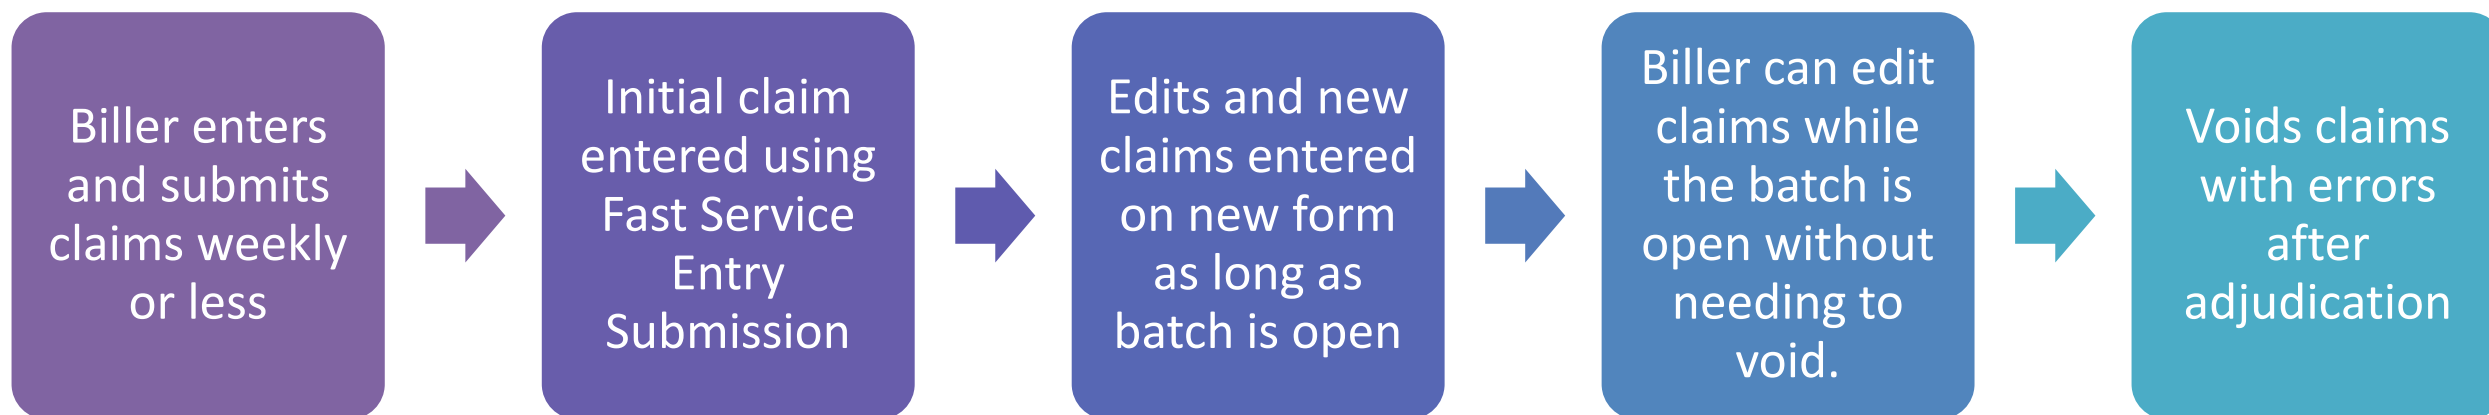 Biller enters
and submits
claims weekly
or less
Initial claim
entered using
Fast Service
Entry
Submission
Edits and new
claims entered
on new form
as long as
batch is open
Biller can edit
claims while
the batch is
open without
needing to
void.
Voids claims
with errors
after
adjudication